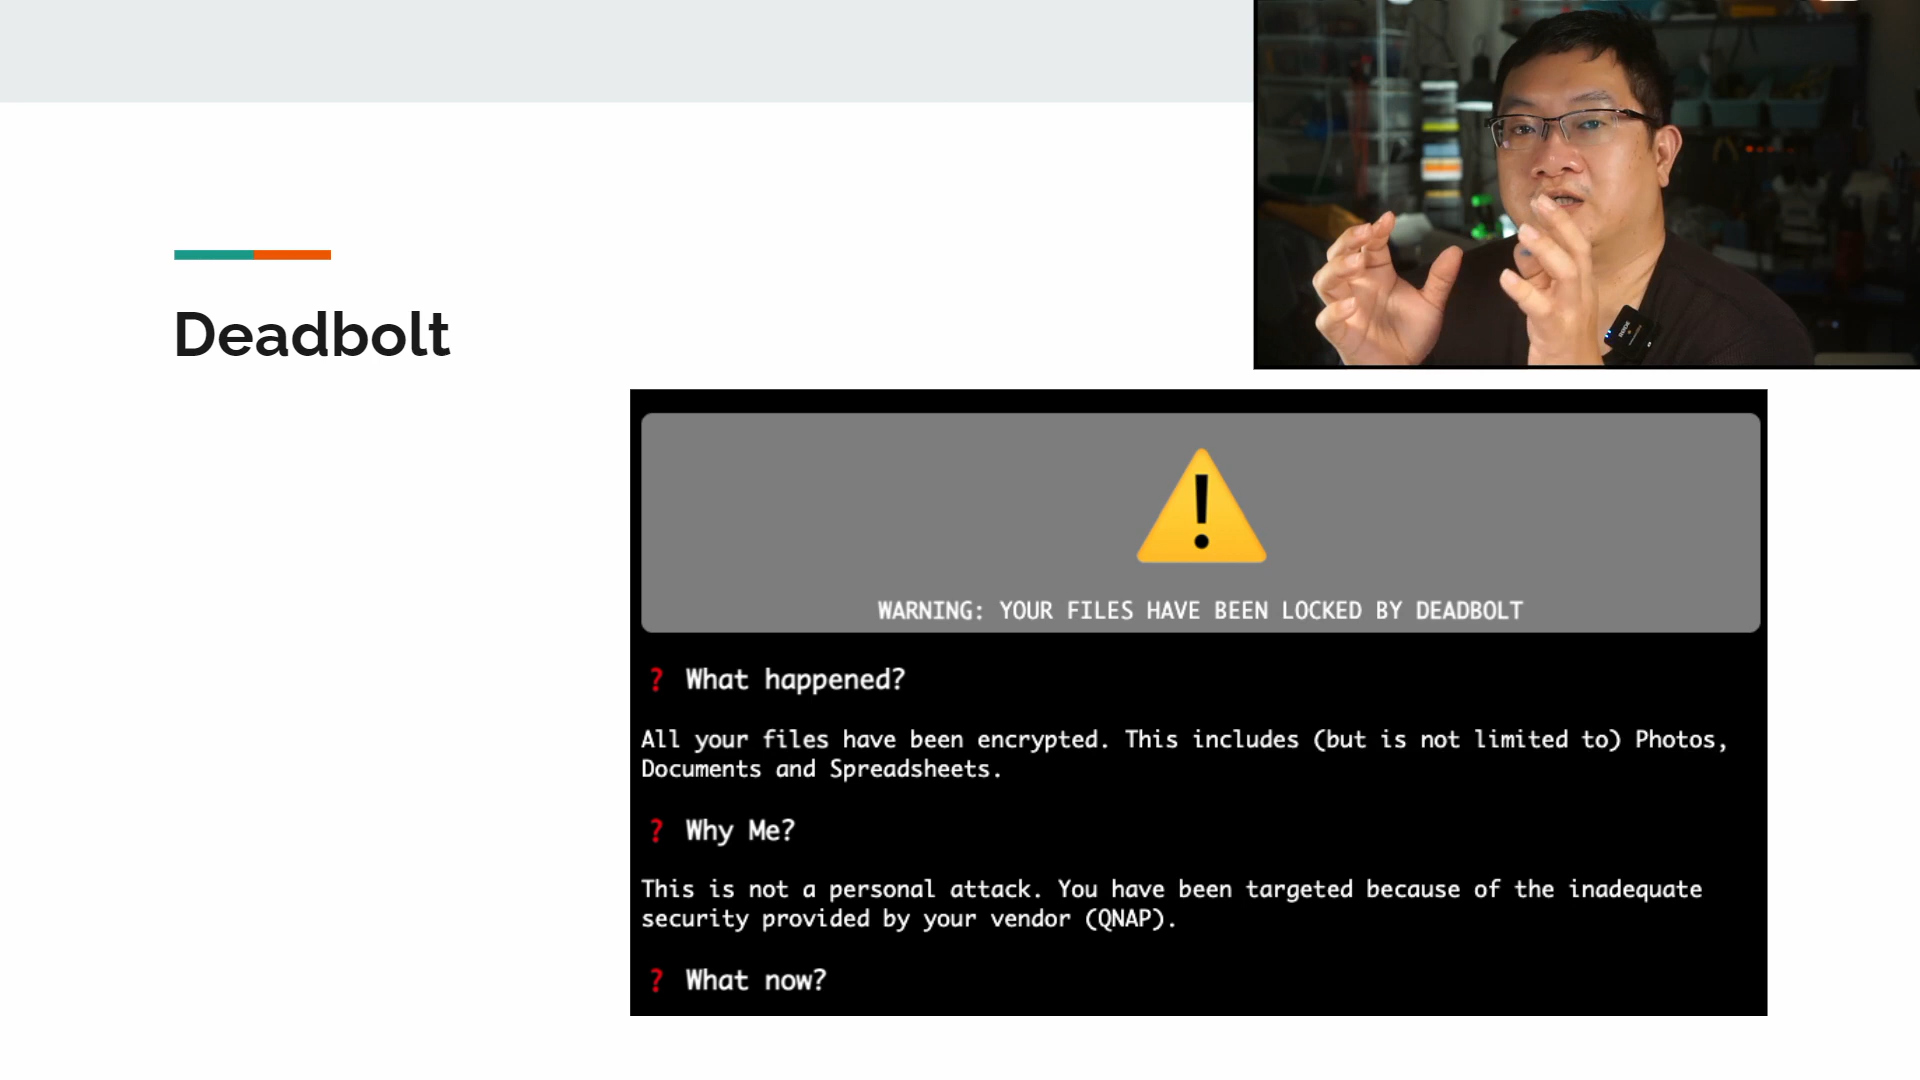 Deadbolt
WARNING: YOUR FILES HAVE BEEN LOCKED BY DEADBOLT
? What happened?
All your files have been encrypted. This includes (but is not limited to) Photos,
Documents and Spreadsheets.
? Why Me?
This is not a personal attack. You have been targeted because of the inadequate
security provided by your vendor (QNAP).
? What now?